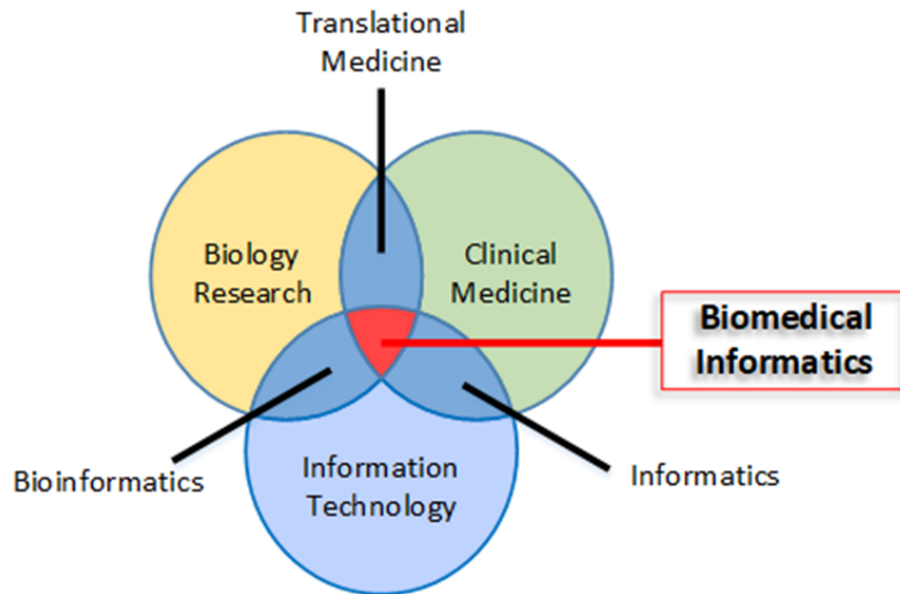 Translational
Medicine
Biology
Research
Clinical
Medicine
Biomedical
Informatics
Bioinformatics
Information
Technology
Informatics